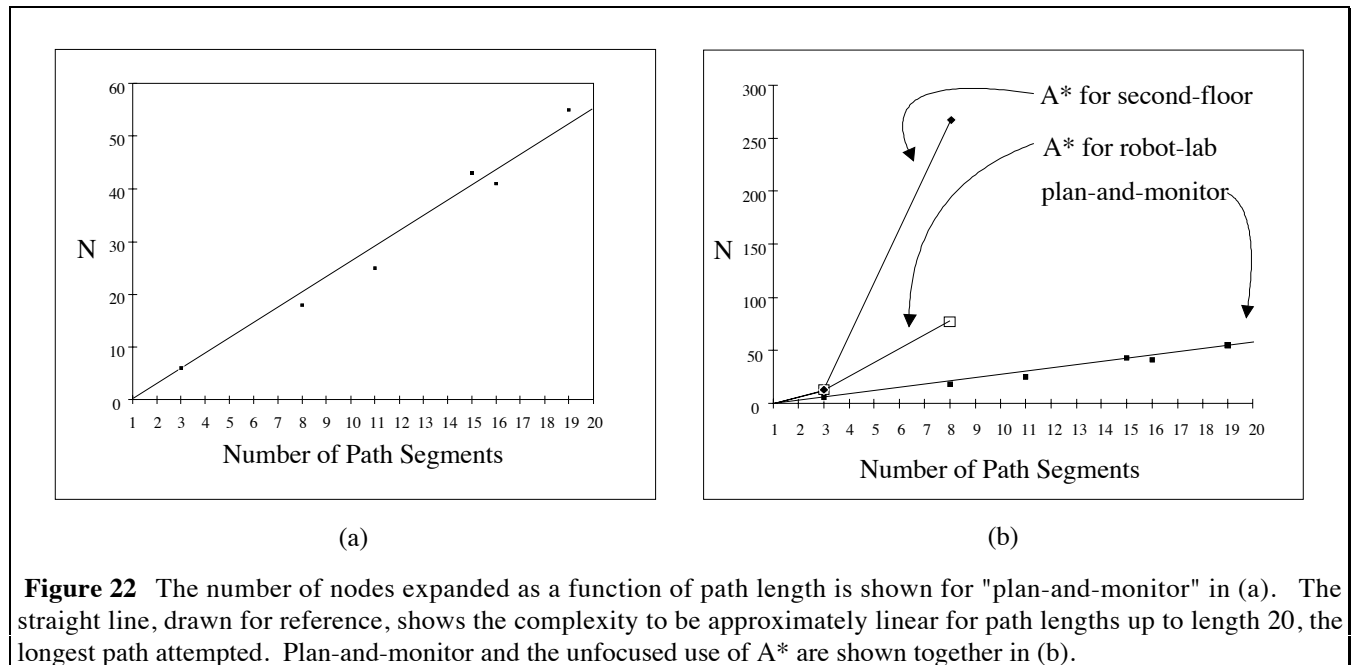 60
50
40
30
20
10
0
N
1 2 3 4 5 6 7 8 9 10 11 12 13 14 15 16 17 18 19 20
Number of Path Segments
(a)
300
250
200
150
100
50
0
N
A* for second-floor
A* for robot-lab
plan-and-monitor
1 2 3 4 5 6 7 8 9 10 11 12 13 14 15 16 17 18 19 20
Number of Path Segments
(b)
Figure 22 The number of nodes expanded as a function of path length is shown for "plan-and-monitor" in (a). The
straight line, drawn for reference, shows the complexity to be approximately linear for path lengths up to length 20, the
longest path attempted. Plan-and-monitor and the unfocused use of A* are shown together in (b).